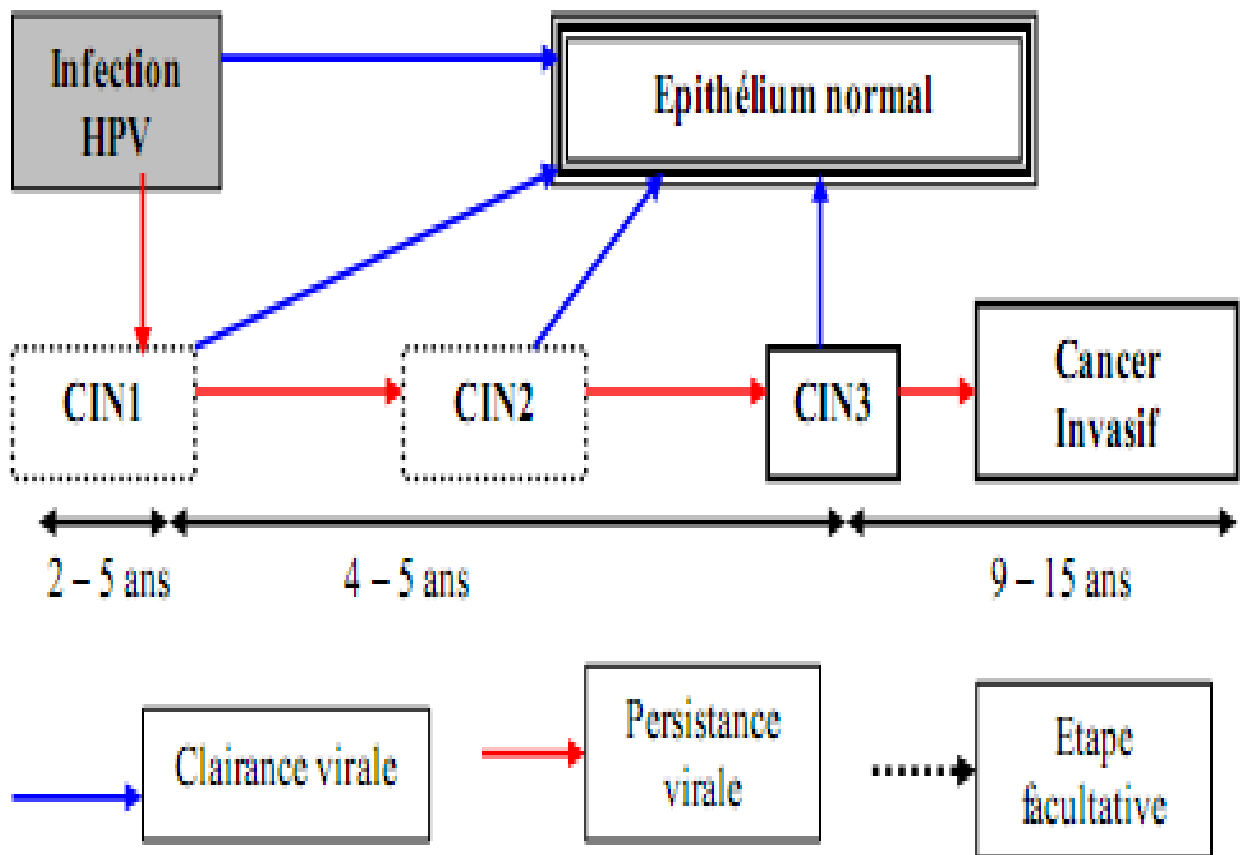 Infection
HPV
Epithélium normal
CIN1
CIN2
CIN3
Cancer
Invasif
2 – 5 ans
4 – 5 ans
9 – 15 ans
Clairance virale
Persistance
virale
Etape
facultative